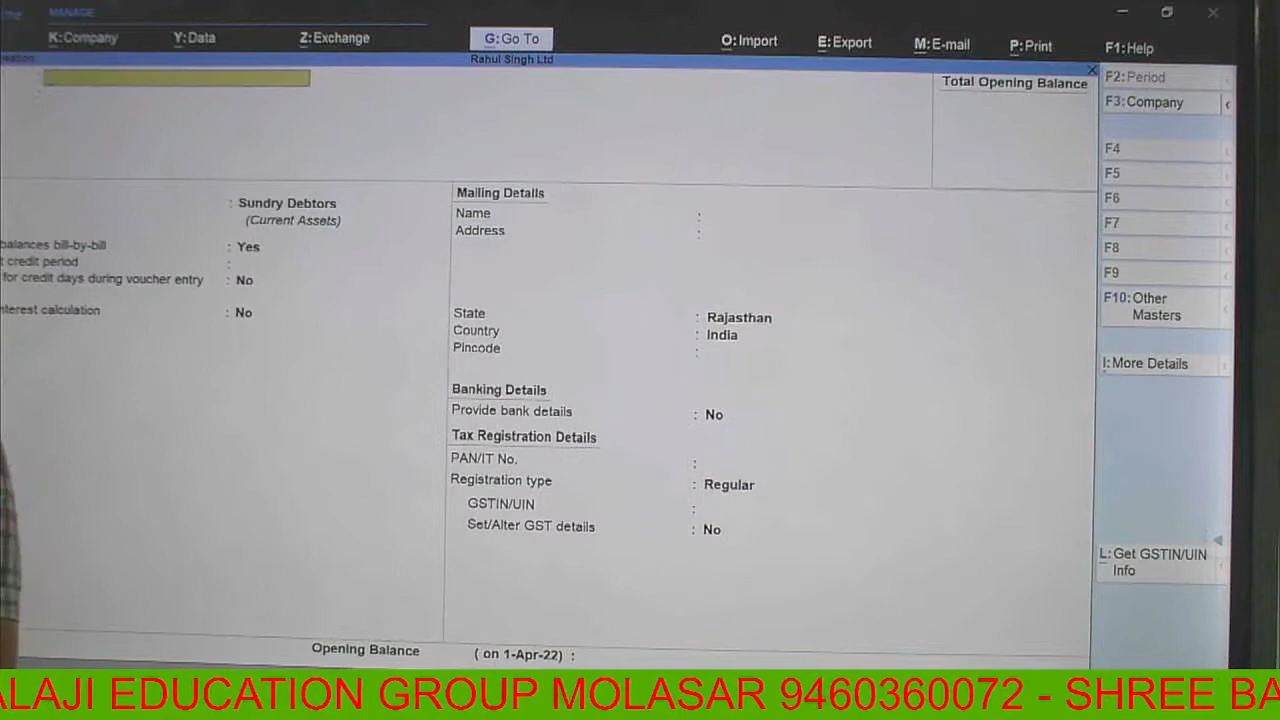 MANAGE
K:Company Y:Data Z:Exchange G:Go To O:Import E:Export M:E-mail P:Print F1:Help
Rahul Singh Ltd
Total Opening Balance
F2:Period
F3:Company
F4
F5
F6
F7
F8
F9
F10:Other Masters
I:More Details
L:Get GSTIN/UIN Info
: Sundry Debtors
(Current Assets)
balances bill-by-bill : Yes
t credit period :
for credit days during voucher entry : No
nterest calculation : No
Mailing Details
Name :
Address :
State : Rajasthan
Country : India
Pincode :
Banking Details
Provide bank details : No
Tax Registration Details
PAN/IT No. :
Registration type : Regular
GSTIN/UIN :
Set/Alter GST details : No
Opening Balance ( on 1-Apr-22) :
ALAJI EDUCATION GROUP MOLASAR 9460360072 - SHREE BA